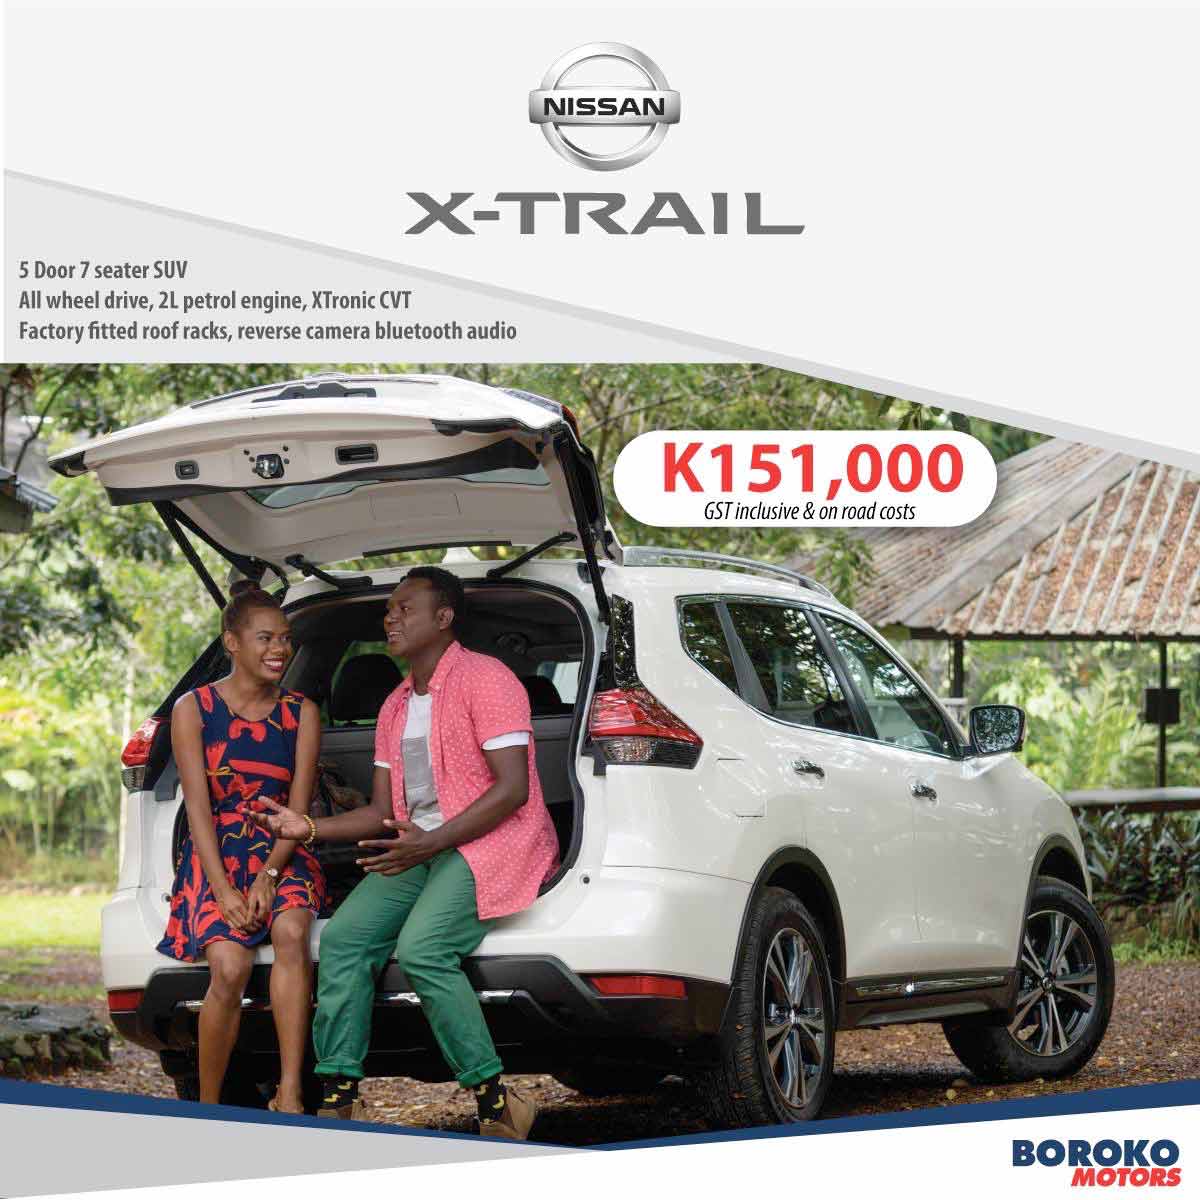 NISSAN
X-TRAIL
5 Door 7 seater SUV
All wheel drive, 2L petrol engine, XTronic CVT
Factory fitted roof racks, reverse camera bluetooth audio
K151,000
GST inclusive & on road costs
BOROKO
MOTORS